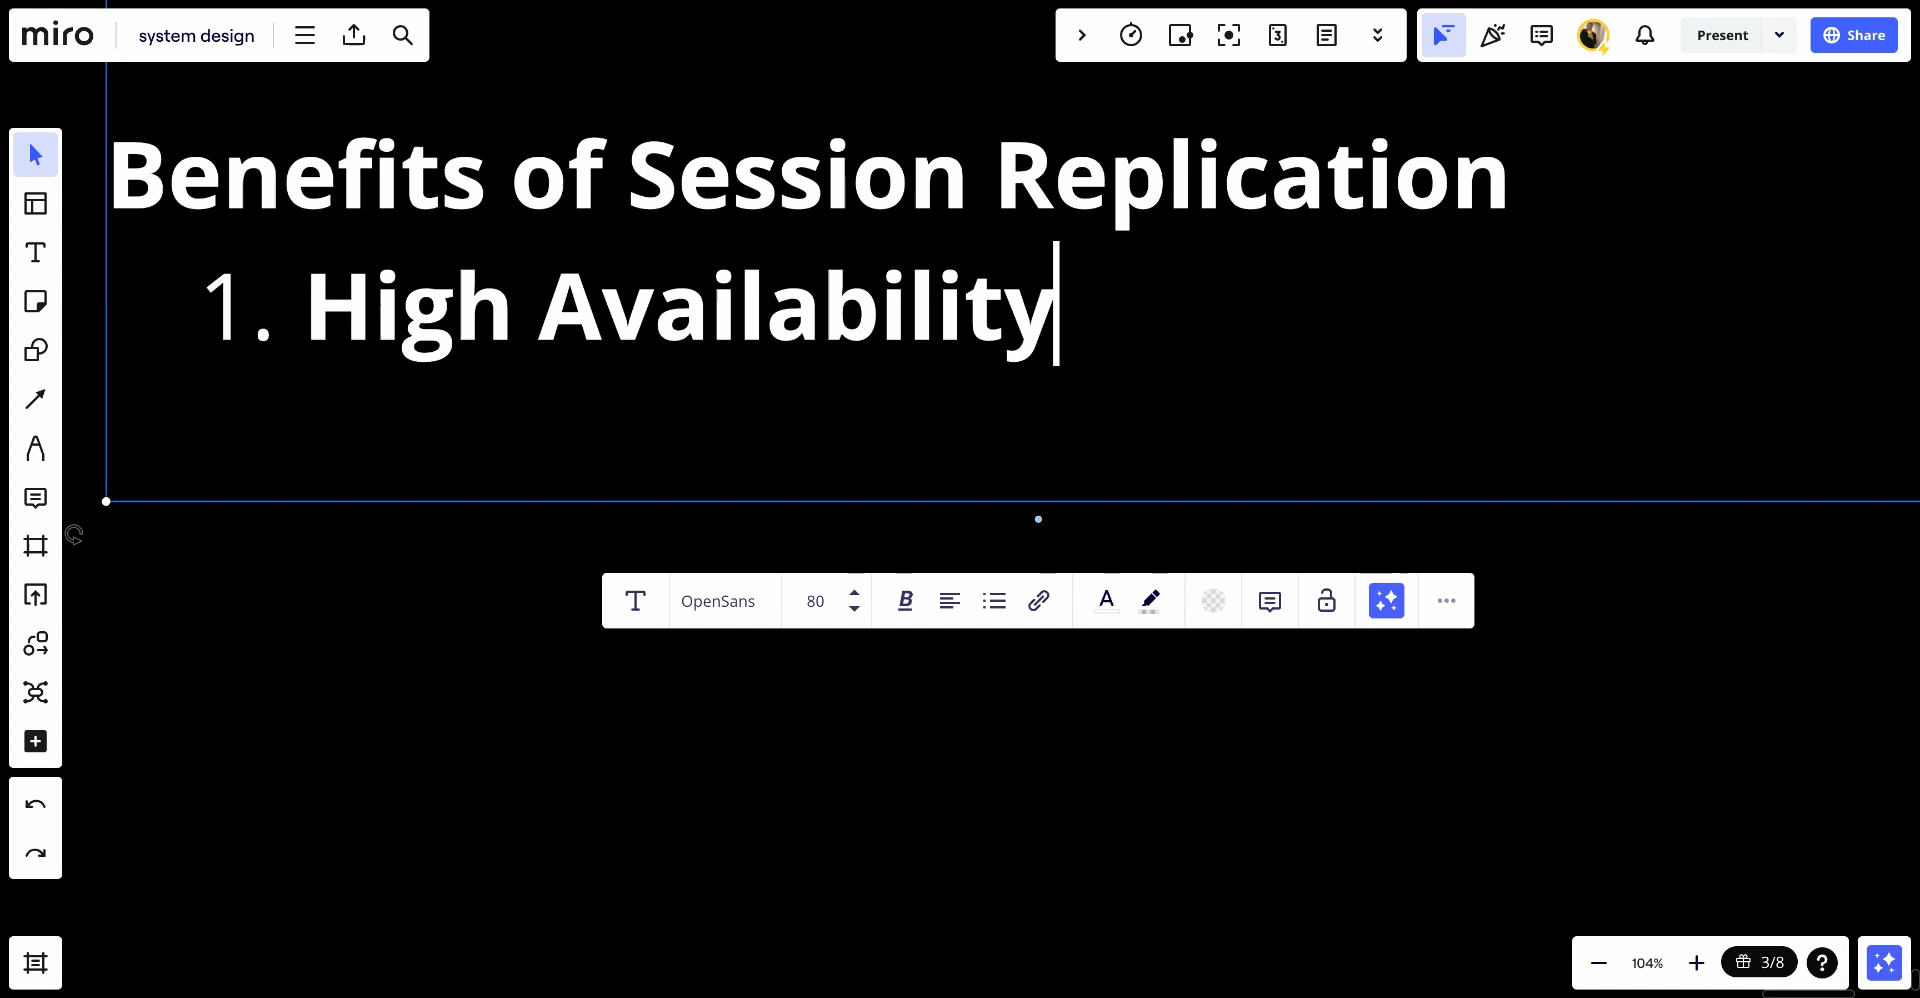 miro
system design
Present
Share
Benefits of Session Replication
1. High Availability
OpenSans
80
B
A
104%
3/8
?